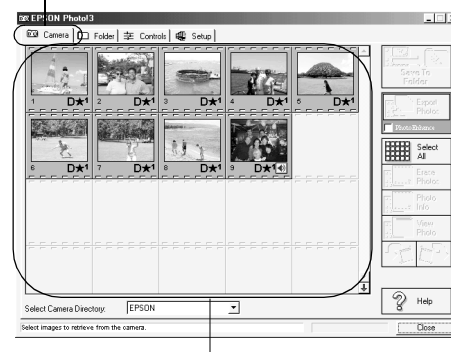 EPSON Photo!3
Camera Folder Controls Setup
1 D★1 2 D★1 3 D★1 4 D★1 5 D★1
6 D★1 7 D★1 8 D★1 9 D★1
Save To
Folder
Export
Photos
Photo Enhance
Select
All
Erase
Photos
Photo
Info
View
Photo
Help
Select Camera Directory: EPSON
Select images to retrieve from the camera.
Close